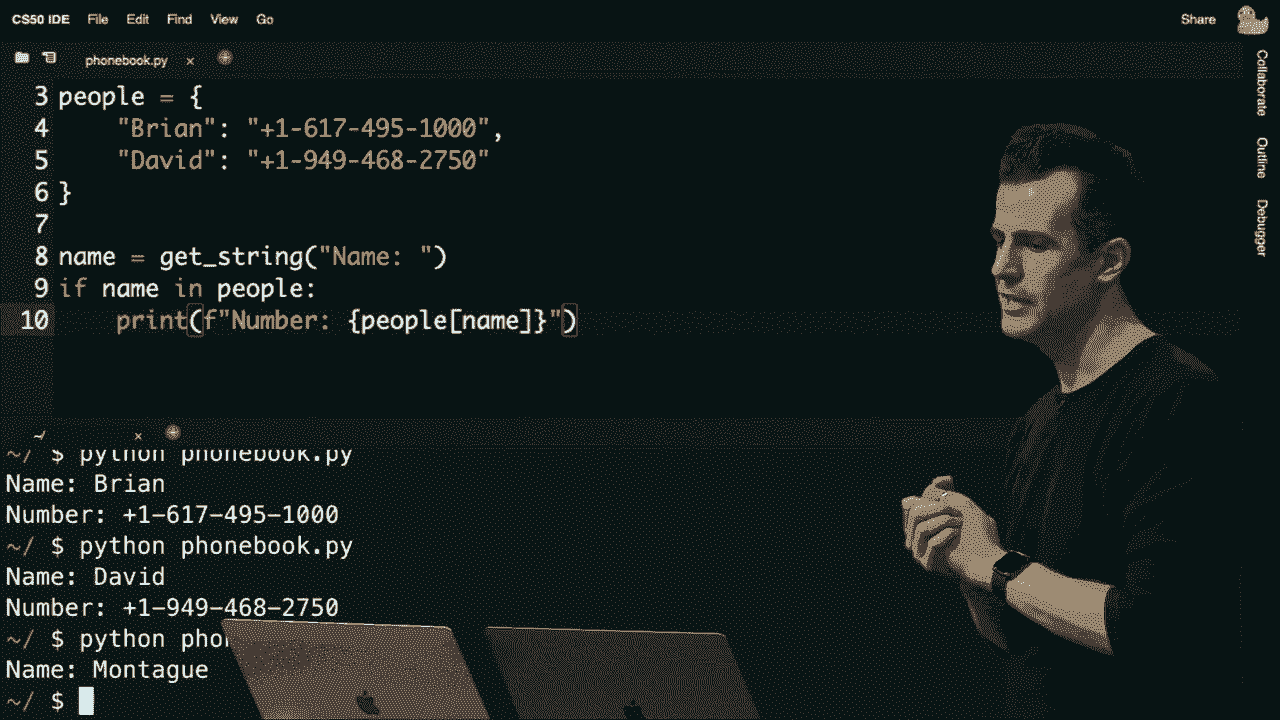 CS50 IDE File Edit Find View Go Share
phonebook.py ×
3 people = {
4 "Brian": "+1-617-495-1000",
5 "David": "+1-949-468-2750"
6 }
7
8 name = get_string("Name: ")
9 if name in people:
10 print(f"Number: {people[name]}")
Collaborate
Outline
Debugger
~/ $ python phonebook.py
Name: Brian
Number: +1-617-495-1000
~/ $ python phonebook.py
Name: David
Number: +1-949-468-2750
~/ $ python phon
Name: Montague
~/ $